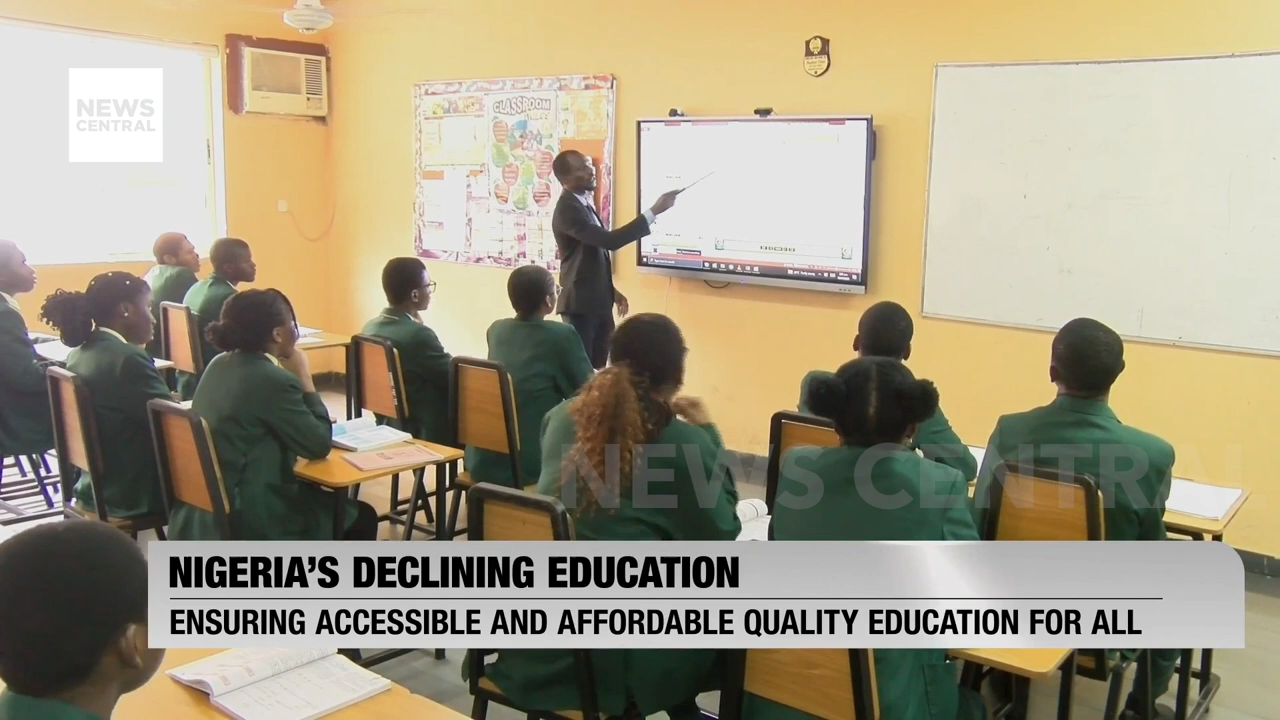 NEWS
CENTRAL
CLASSROOM
NEWS CENTRAL
NIGERIA'S DECLINING EDUCATION
ENSURING ACCESSIBLE AND AFFORDABLE QUALITY EDUCATION FOR ALL